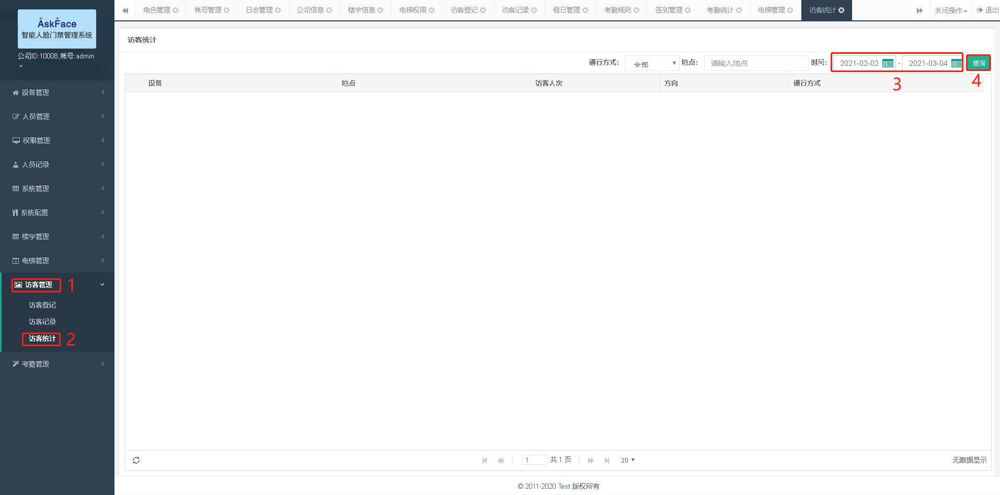 AskFace
智能人脸门禁管理系统
公司ID:10008,帐号:admin
设备管理
人员管理
权限管理
人员记录
系统管理
系统配置
楼宇管理
电梯管理
访客管理 1
访客登记
访客记录
访客统计 2
考勤管理
角色管理 帐号管理 日志管理 公司信息 楼宇信息 电梯权限 访客登记 访客记录 假日管理 考勤规则 签到管理 考勤统计 电梯管理 访客统计 关闭操作 退出
访客统计
通行方式: 全部 地点: 请输入地点 时间: 2021-02-02 - 2021-03-04 查询
3 4
设备 地点 访客人次 方向 通行方式
1 共 1 页 20 无数据显示
© 2011-2020 Test 版权所有